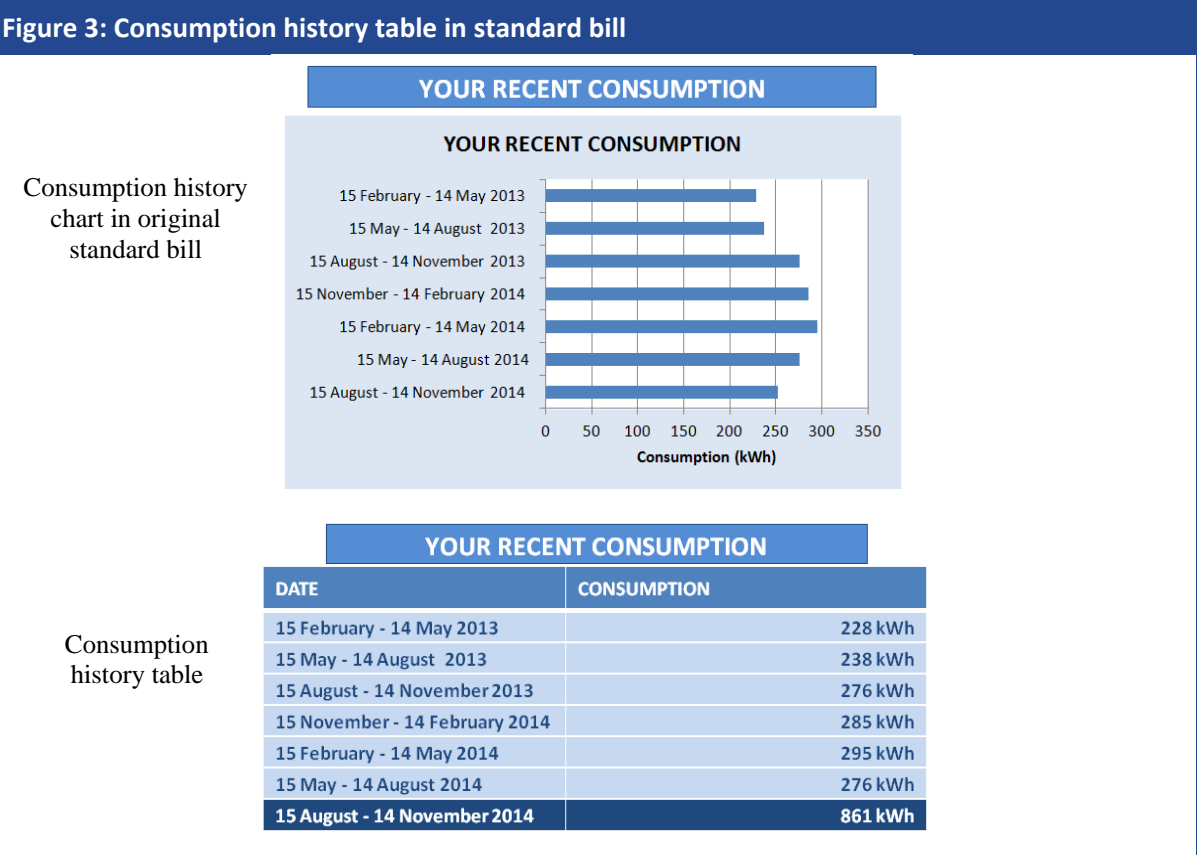 Figure 3: Consumption history table in standard bill
YOUR RECENT CONSUMPTION
YOUR RECENT CONSUMPTION
Consumption history
chart in original
standard bill
15 February - 14 May 2013
15 May - 14 August 2013
15 August - 14 November 2013
15 November - 14 February 2014
15 February - 14 May 2014
15 May - 14 August 2014
15 August - 14 November 2014
0 50 100 150 200 250 300 350
Consumption (kWh)
YOUR RECENT CONSUMPTION
Consumption
history table
DATE CONSUMPTION
15 February - 14 May 2013 228 kWh
15 May - 14 August 2013 238 kWh
15 August - 14 November 2013 276 kWh
15 November - 14 February 2014 285 kWh
15 February - 14 May 2014 295 kWh
15 May - 14 August 2014 276 kWh
15 August - 14 November 2014 861 kWh